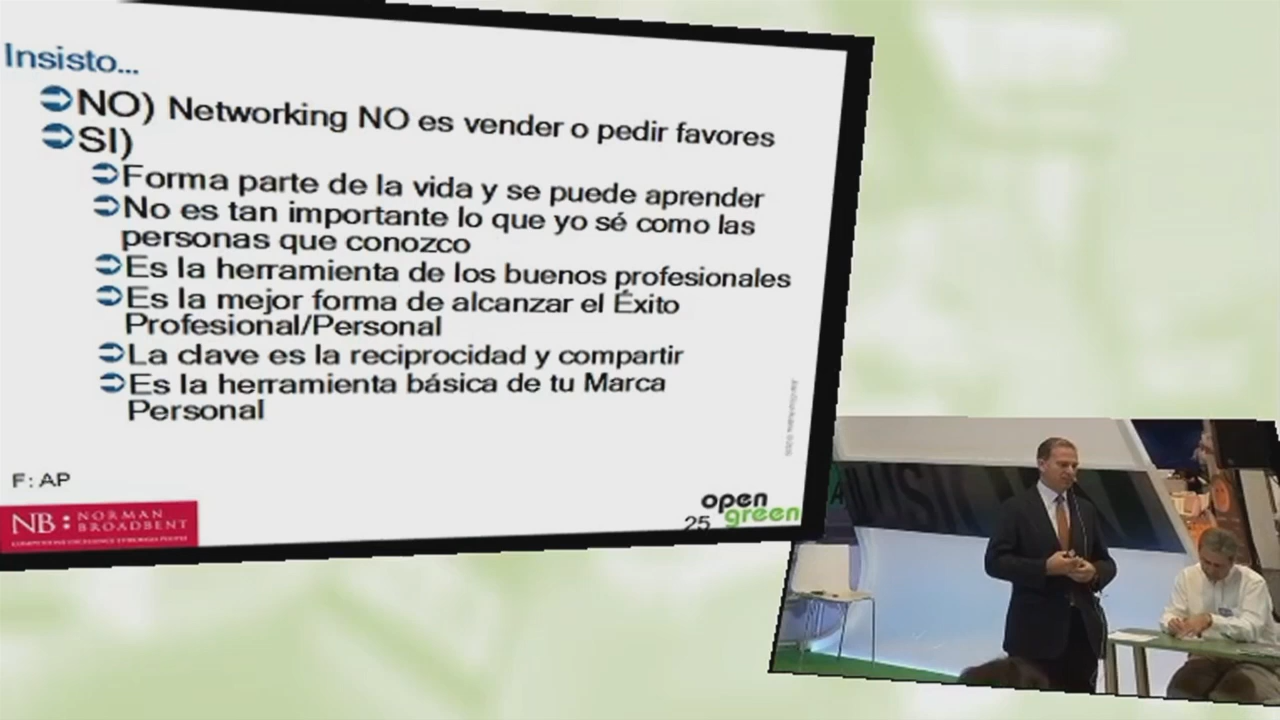 Insisto...
NO) Networking NO es vender o pedir favores
SI)
Forma parte de la vida y se puede aprender
No es tan importante lo que yo sé como las
personas que conozco
Es la herramienta de los buenos profesionales
Es la mejor forma de alcanzar el Éxito
Profesional/Personal
La clave es la reciprocidad y compartir
Es la herramienta básica de tu Marca
Personal
F: AP
NB: NORMAN
BROADBENT
open
green
25